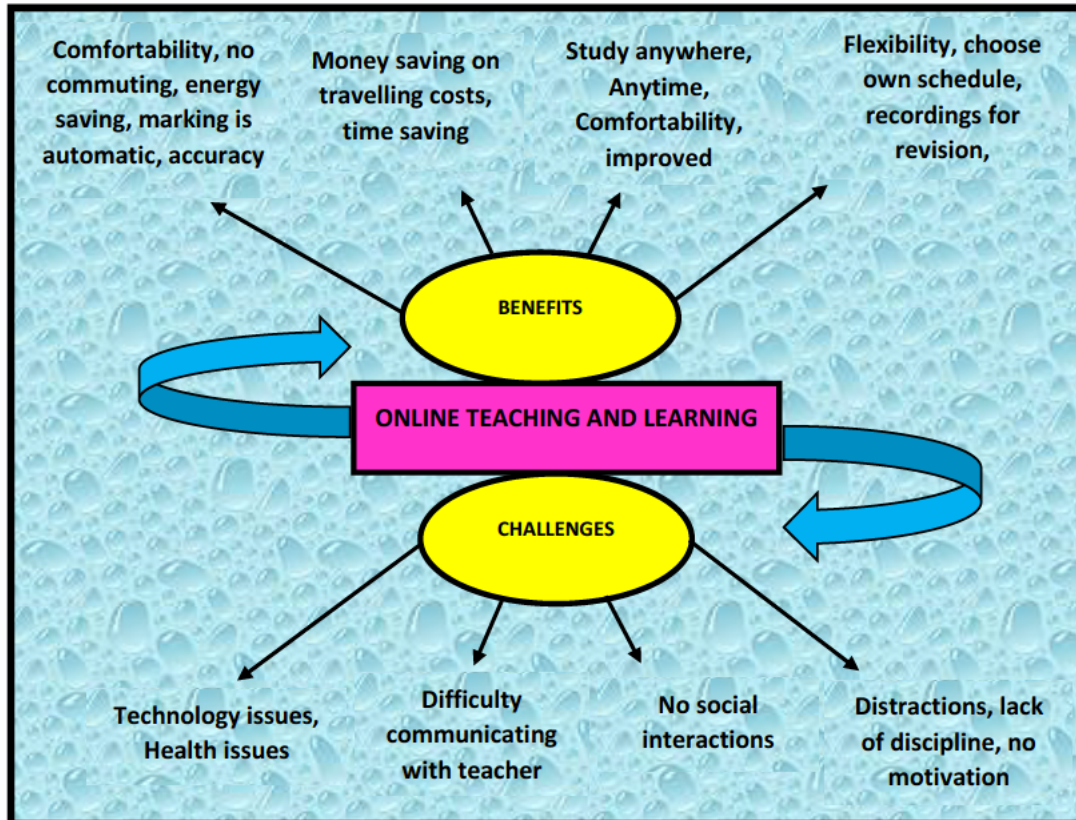 Comfortability, no
commuting, energy
saving, marking is
automatic, accuracy
Money saving on
travelling costs,
time saving
Study anywhere,
Anytime,
Comfortability,
improved
Flexibility, choose
own schedule,
recordings for
revision,
BENEFITS
ONLINE TEACHING AND LEARNING
CHALLENGES
Technology issues,
Health issues
Difficulty
communicating
with teacher
No social
interactions
Distractions, lack
of discipline, no
motivation